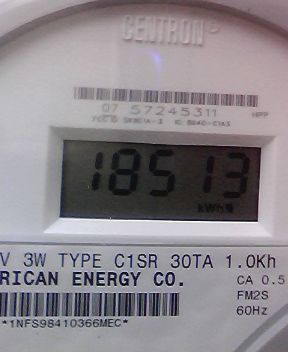 CENTRON
07 57245311 HPP
18513
kWh
V 3W TYPE C1SR 30TA 1.0Kh
RICAN ENERGY CO.
CA 0.5
FM2S
60Hz
*1NFS98410366MEC*